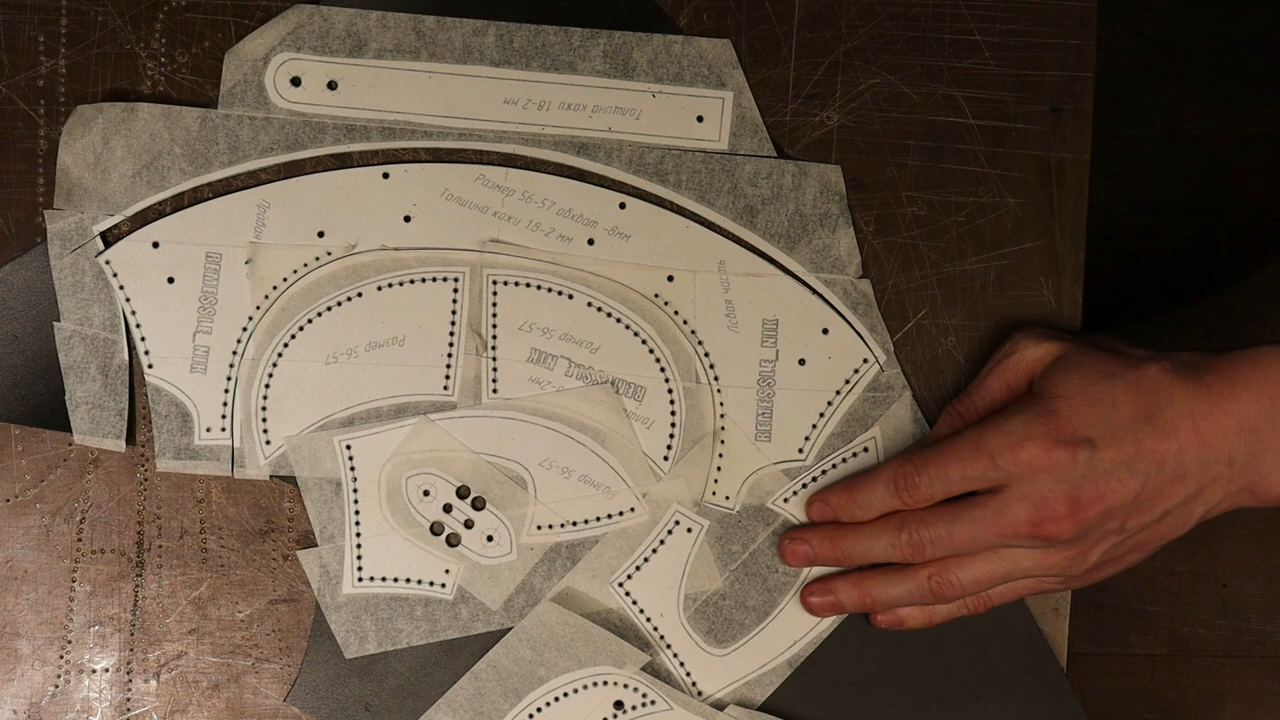 Толщина кожи 1.8-2 мм
Размер 56-57 обхват -8мм
Толщина кожи 1.8-2 мм
Правая
REMESSLE_NIK
Левая часть
REMESSLE_NIK
Размер 56-57
Размер 56-57
REMESSLE_NIK
Размер 56-57